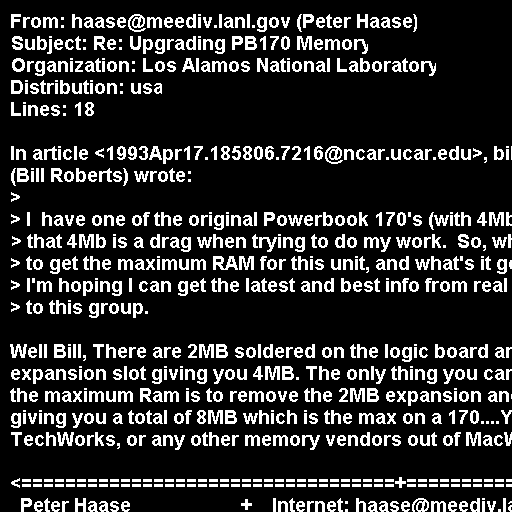 From: haase@meediv.lanl.gov (Peter Haase)
Subject: Re: Upgrading PB170 Memory
Organization: Los Alamos National Laboratory
Distribution: usa
Lines: 18

In article <1993Apr17.185806.7216@ncar.ucar.edu>, bil
(Bill Roberts) wrote:
>
> I  have one of the original Powerbook 170's (with 4Mb
> that 4Mb is a drag when trying to do my work.  So, wh
> to get the maximum RAM for this unit, and what's it go
> I'm hoping I can get the latest and best info from real
> to this group.

Well Bill, There are 2MB soldered on the logic board an
expansion slot giving you 4MB. The only thing you can
the maximum Ram is to remove the 2MB expansion and
giving you a total of 8MB which is the max on a 170....Y
TechWorks, or any other memory vendors out of MacW

<==================================+==========
Peter Haase + Internet: haase@meediv.la